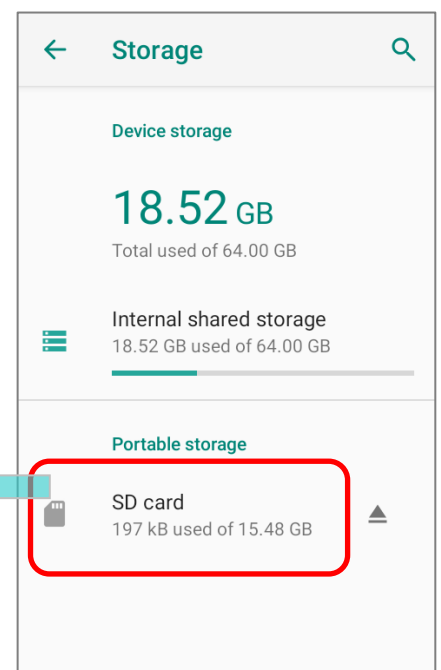 Storage
Device storage
18.52 GB
Total used of 64.00 GB
Internal shared storage
18.52 GB used of 64.00 GB
Portable storage
SD card
197 kB used of 15.48 GB